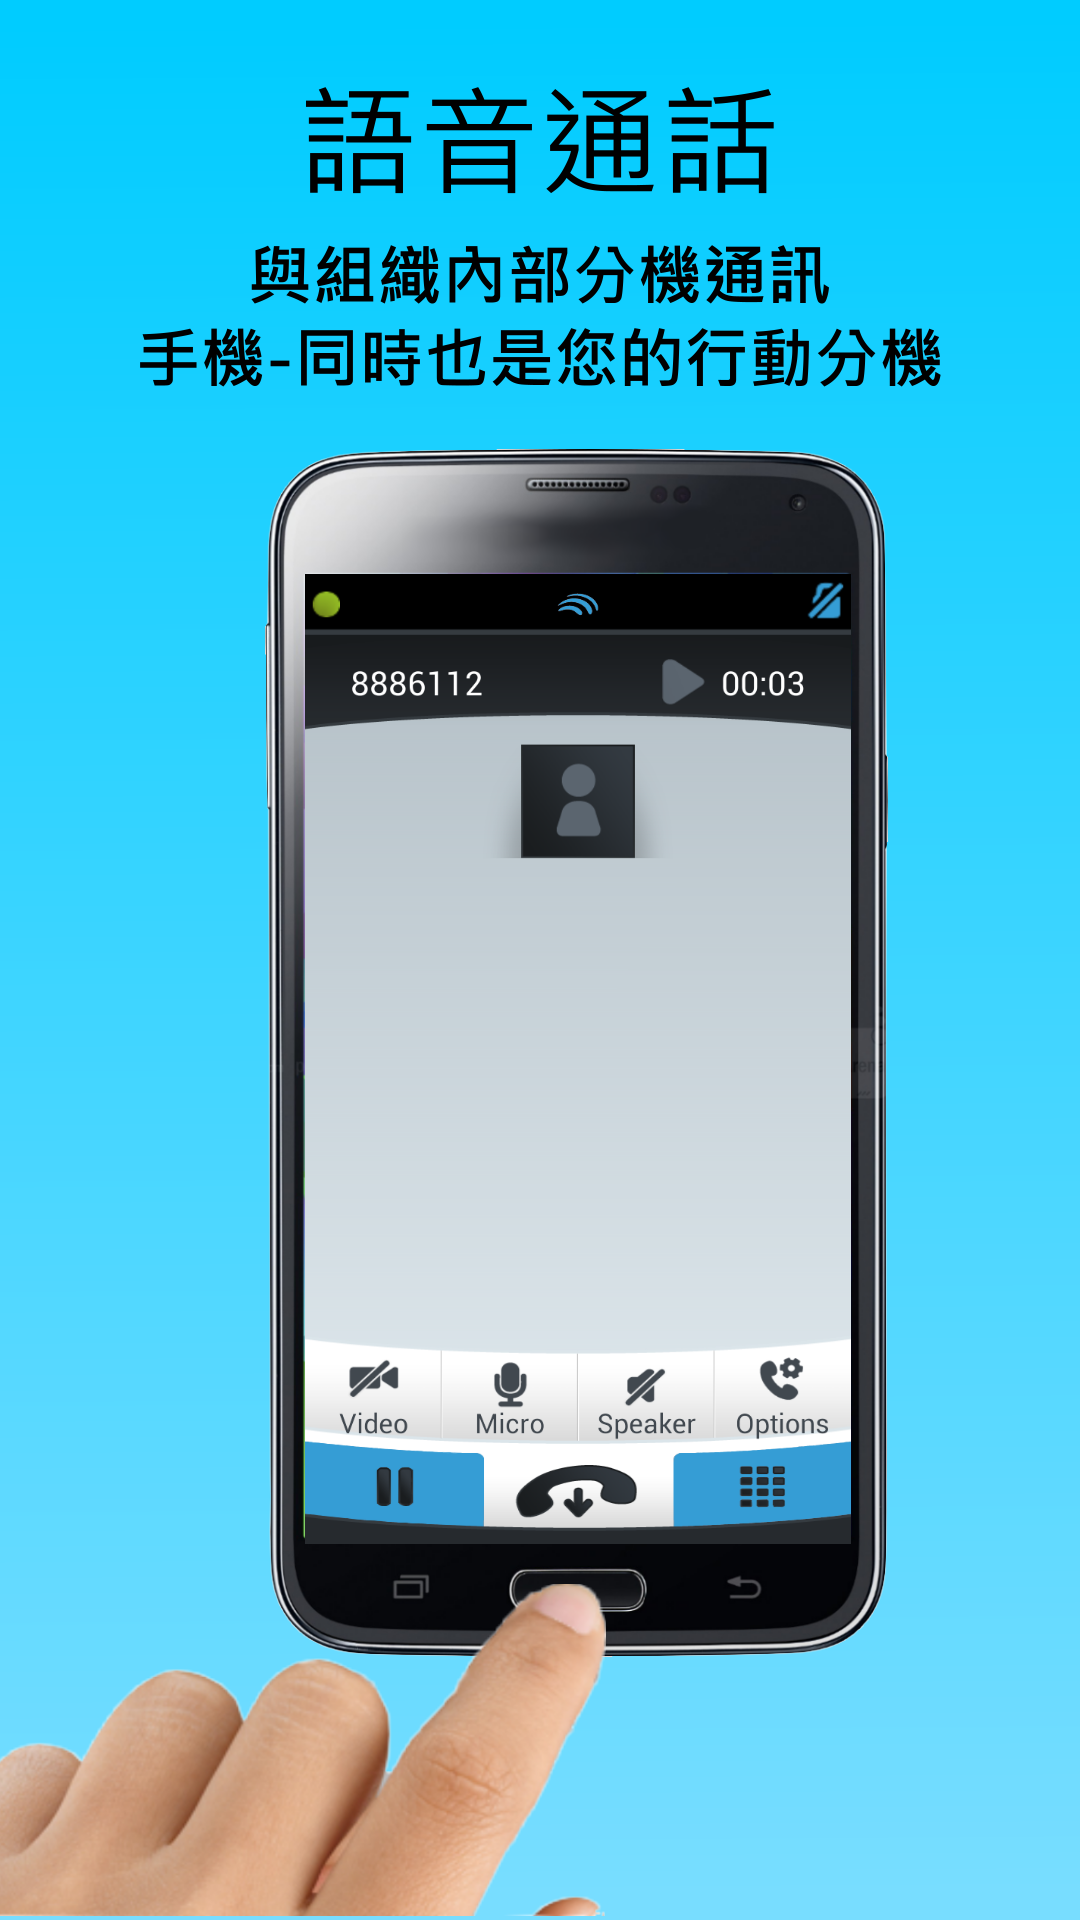 語音通話
與組織內部分機通訊
手機-同時也是您的行動分機
8886112
00:03
Video
Micro
Speaker
Options